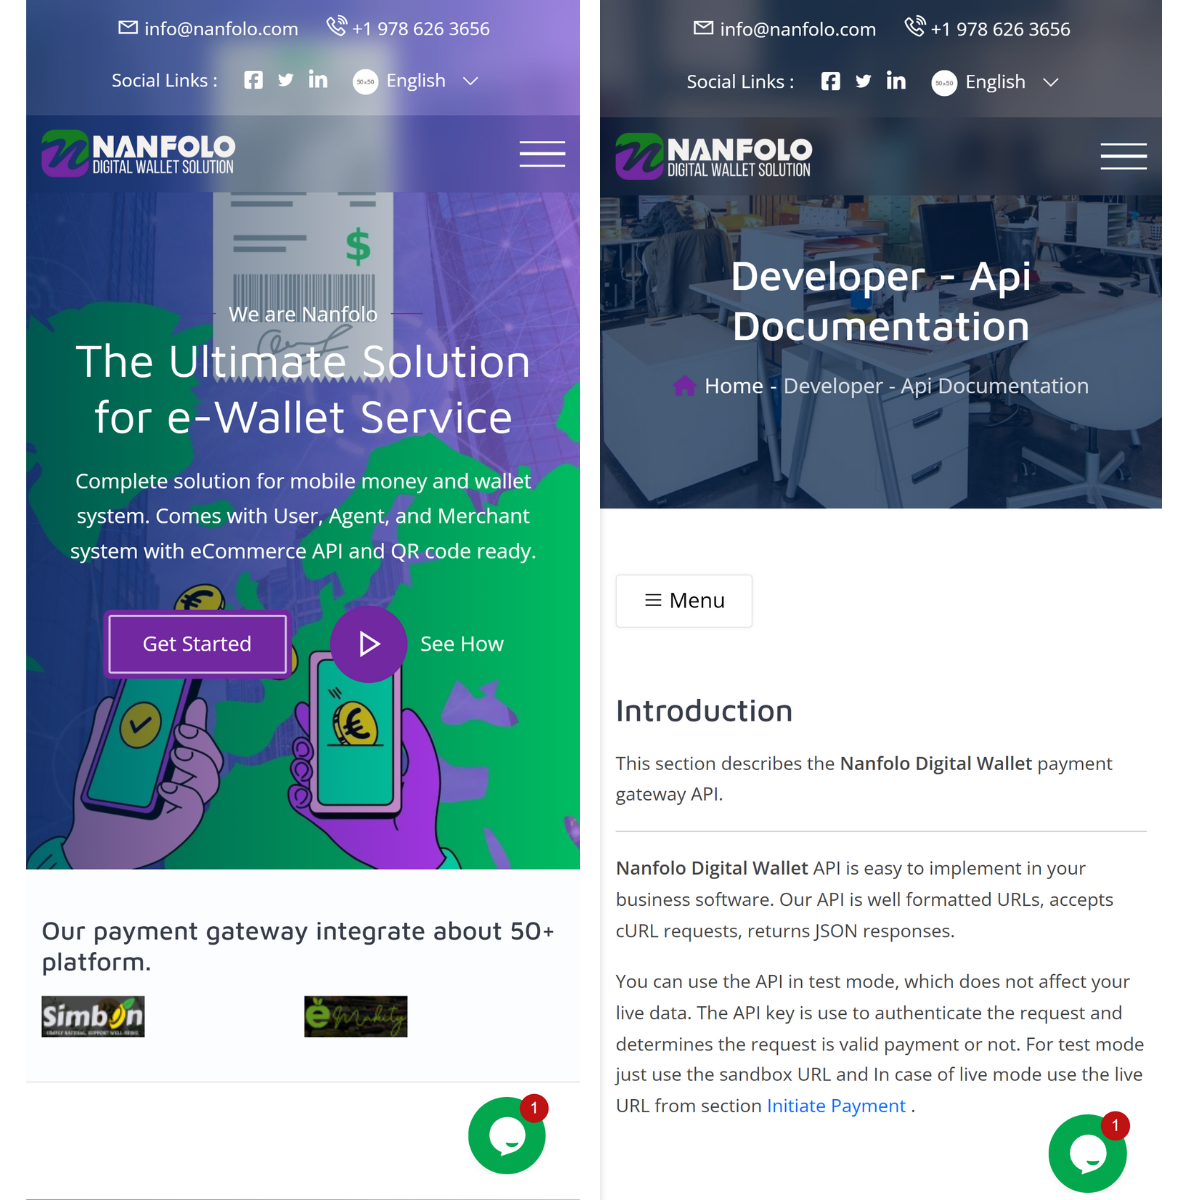 info@nanfolo.com +1 978 626 3656
Social Links : 50×50 English
NANFOLO
DIGITAL WALLET SOLUTION
$
We are Nanfolo
The Ultimate Solution
for e-Wallet Service
Complete solution for mobile money and wallet
system. Comes with User, Agent, and Merchant
system with eCommerce API and QR code ready.
Get Started See How
€
€
Our payment gateway integrate about 50+
platform.
Simbon
e Makity
1
info@nanfolo.com +1 978 626 3656
Social Links : 50×50 English
NANFOLO
DIGITAL WALLET SOLUTION
Developer - Api
Documentation
Home - Developer - Api Documentation
Menu
Introduction
This section describes the Nanfolo Digital Wallet payment
gateway API.
Nanfolo Digital Wallet API is easy to implement in your
business software. Our API is well formatted URLs, accepts
cURL requests, returns JSON responses.
You can use the API in test mode, which does not affect your
live data. The API key is use to authenticate the request and
determines the request is valid payment or not. For test mode
just use the sandbox URL and In case of live mode use the live
URL from section Initiate Payment .
1